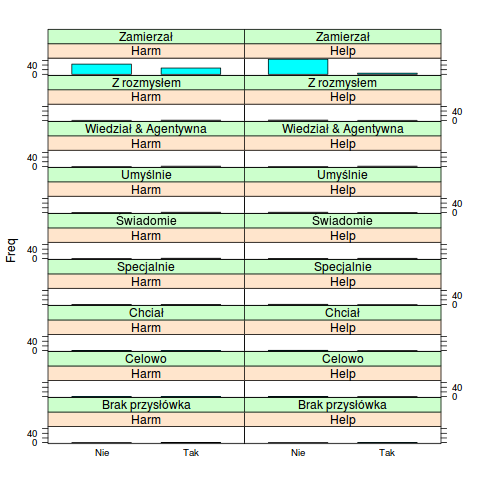 Zamierzał Zamierzał
Harm Help
40
0
Z rozmysłem Z rozmysłem
Harm Help
40
0
Wiedział & Agentywna Wiedział & Agentywna
Harm Help
40
0
Umyślnie Umyślnie
Harm Help
40
0
Swiadomie Swiadomie
Harm Help
40
0
Specjalnie Specjalnie
Harm Help
40
0
Chciał Chciał
Harm Help
40
0
Celowo Celowo
Harm Help
40
0
Brak przysłówka Brak przysłówka
Harm Help
40
0
Nie Tak Nie Tak
Freq